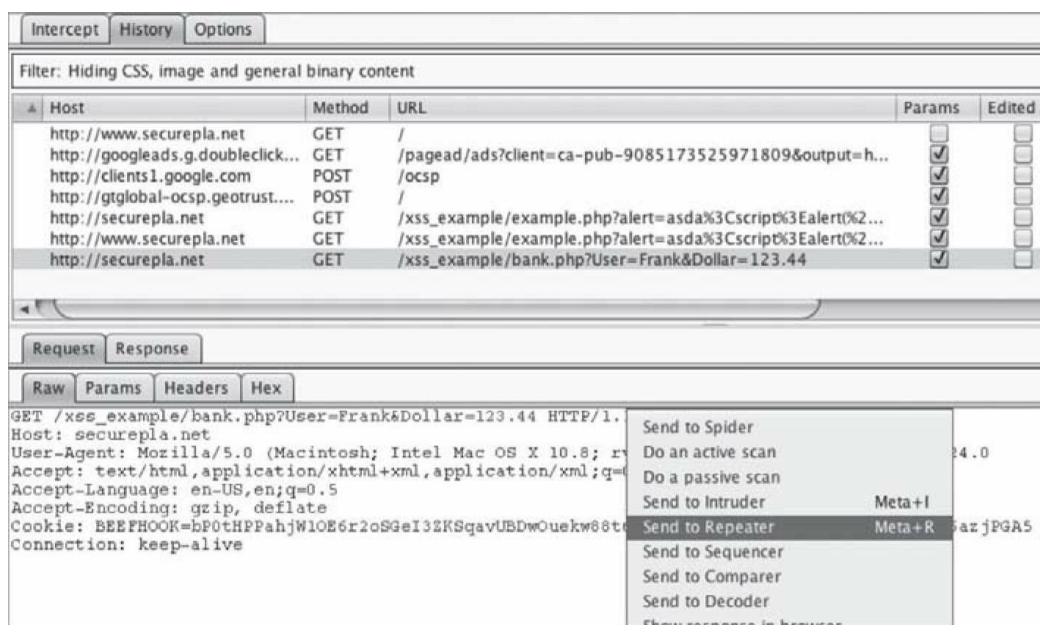 Intercept History Options
Filter: Hiding CSS, image and general binary content
Host Method URL Params Edited
http://www.securepla.net GET /
http://googleads.g.doubleclick... GET /pagead/ads?client=ca-pub-9085173525971809&output=h...
http://clients1.google.com POST /ocsp
http://gtglobal-ocsp.geotrust.... POST /
http://securepla.net GET /xss_example/example.php?alert=asda%3Cscript%3Ealert(%2...
http://www.securepla.net GET /xss_example/example.php?alert=asda%3Cscript%3Ealert(%2...
http://securepla.net GET /xss_example/bank.php?User=Frank&Dollar=123.44
Request Response
Raw Params Headers Hex
GET /xss_example/bank.php?User=Frank&Dollar=123.44 HTTP/1.
Host: securepla.net
User-Agent: Mozilla/5.0 (Macintosh; Intel Mac OS X 10.8; 24.0
Accept: text/html,application/xhtml+xml,application/xml;
Accept-Language: en-US,en;q=0.5
Accept-Encoding: gzip, deflate
Cookie:
Connection: keep-alive
Send to Spider
Do an active scan
Do a passive scan
Send to Intruder Meta+I
Send to Repeater Meta+R
Send to Sequencer
Send to Comparer
Send to Decoder
Show response in browser